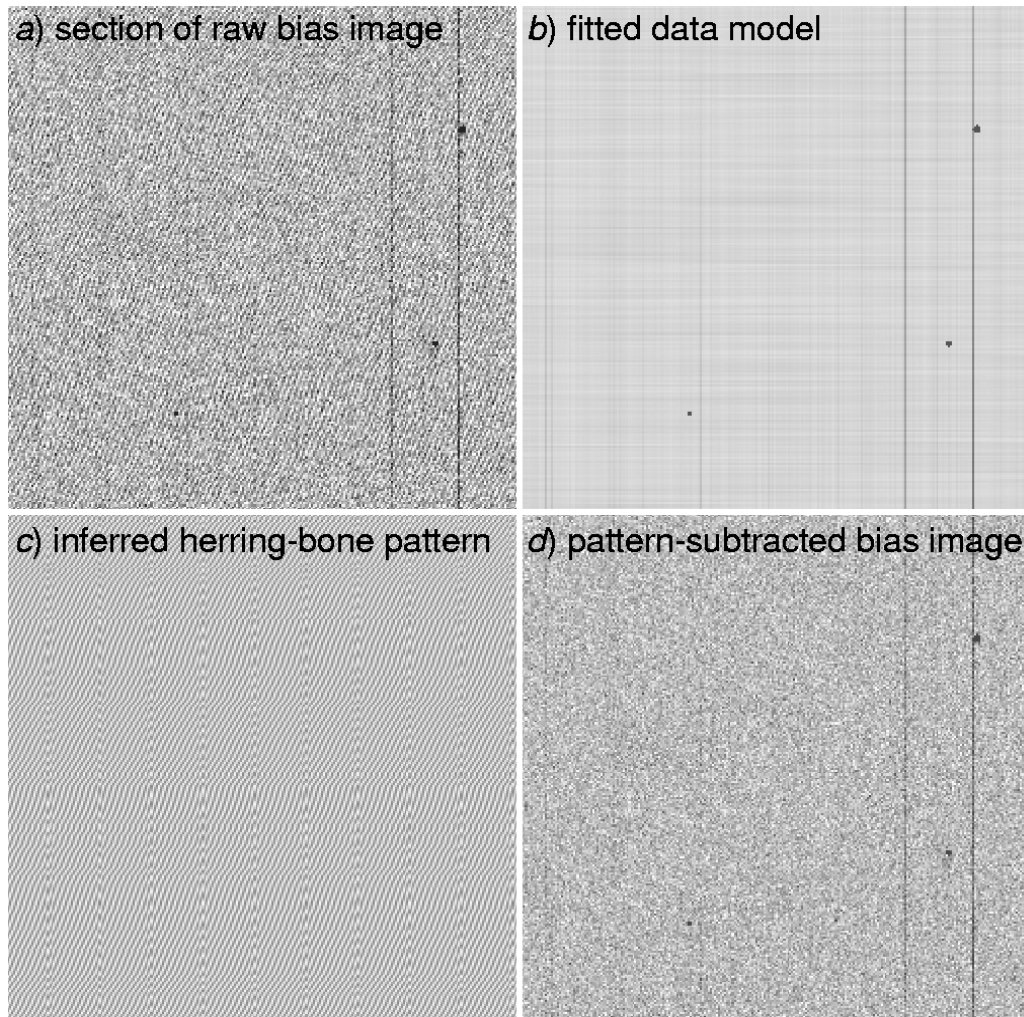 a) section of raw bias image
b) fitted data model
c) inferred herring-bone pattern
d) pattern-subtracted bias image